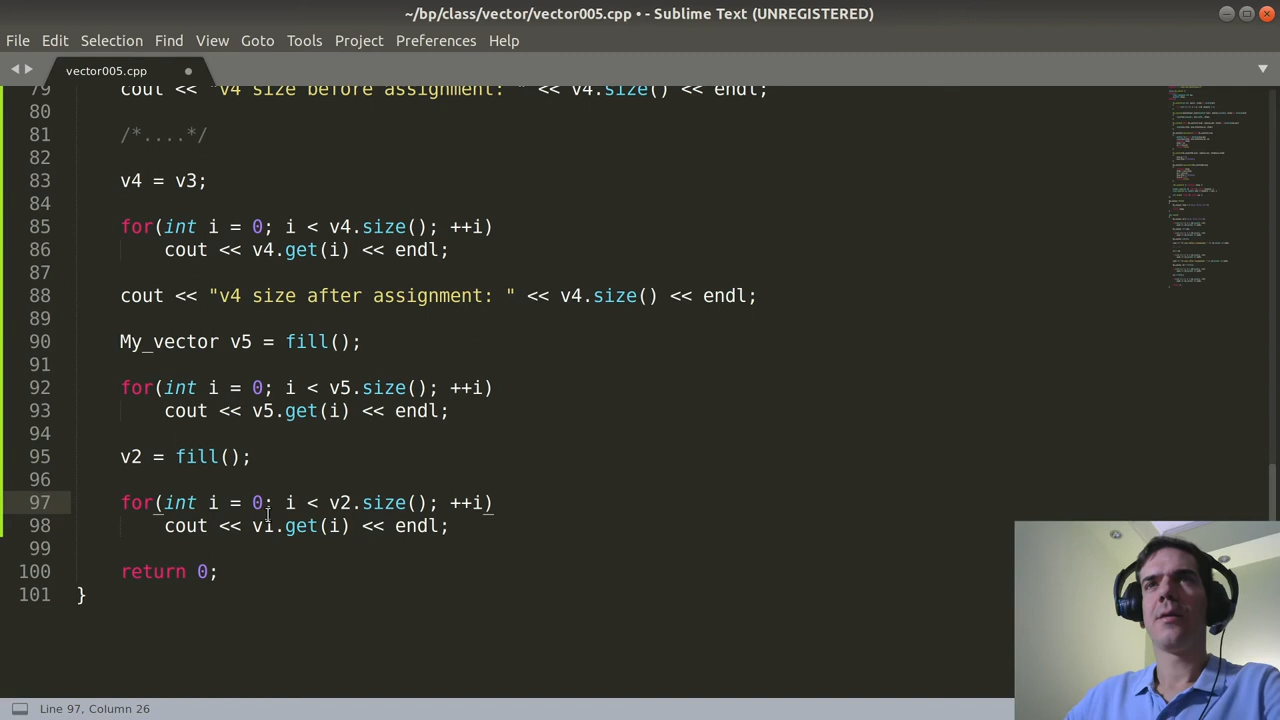 ~/bp/class/vector/vector005.cpp • - Sublime Text (UNREGISTERED)
File Edit Selection Find View Goto Tools Project Preferences Help
vector005.cpp
79 cout << "v4 size before assignment: " << v4.size() << endl;
80
81 /*....*/
82
83 v4 = v3;
84
85 for(int i = 0; i < v4.size(); ++i)
86 cout << v4.get(i) << endl;
87
88 cout << "v4 size after assignment: " << v4.size() << endl;
89
90 My_vector v5 = fill();
91
92 for(int i = 0; i < v5.size(); ++i)
93 cout << v5.get(i) << endl;
94
95 v2 = fill();
96
97 for(int i = 0; i < v2.size(); ++i)
98 cout << v1.get(i) << endl;
99
100 return 0;
101 }
Line 97, Column 26